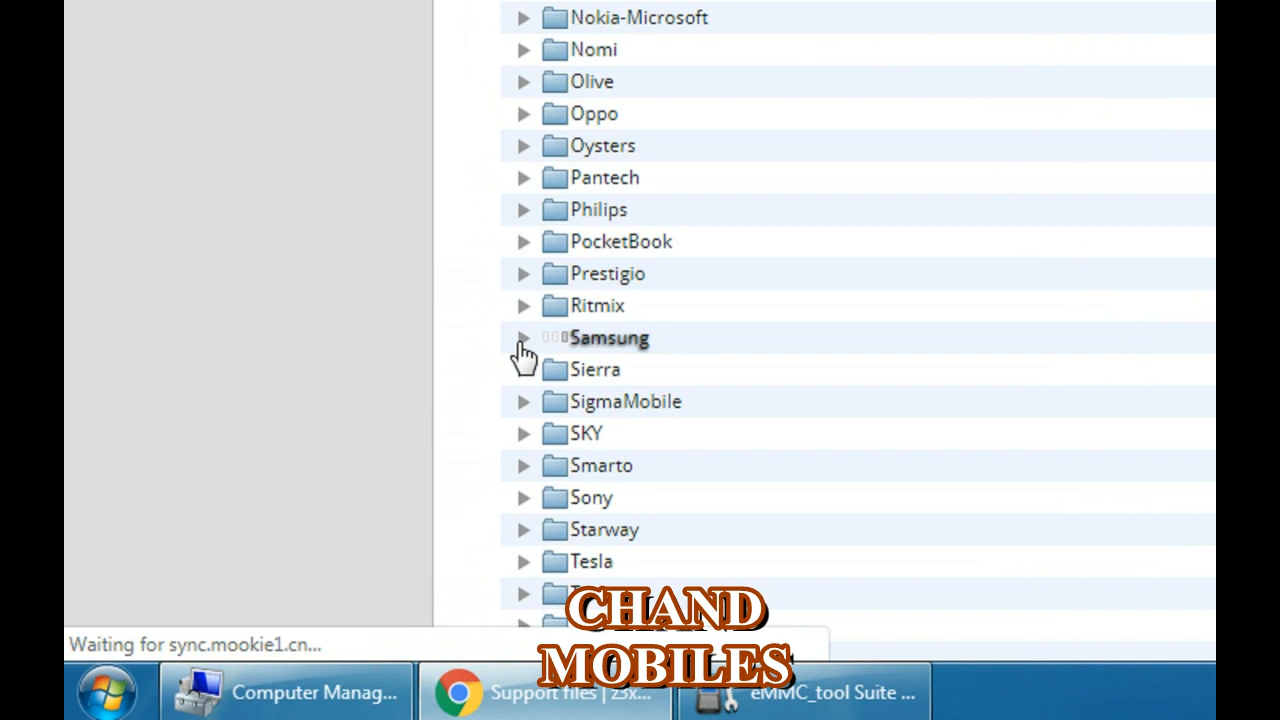 Nokia-Microsoft
Nomi
Olive
Oppo
Oysters
Pantech
Philips
PocketBook
Prestigio
Ritmix
Samsung
Sierra
SigmaMobile
SKY
Smarto
Sony
Starway
Tesla
CHAND
MOBILES
Waiting for sync.mookie1.cn...
Computer Manag...
Support files | z3x...
eMMC_tool Suite ...